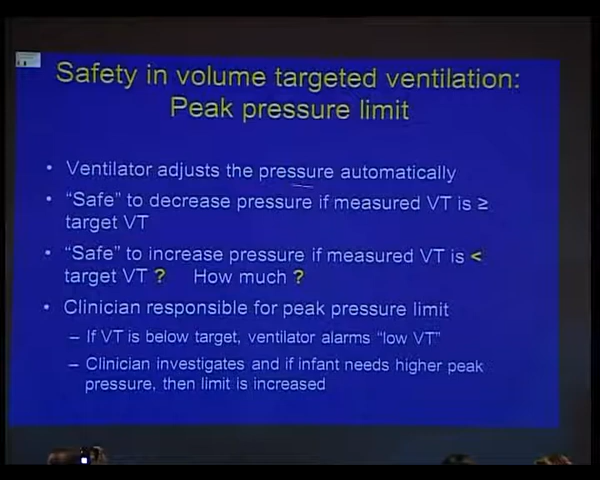 Safety in volume targeted ventilation:
Peak pressure limit
• Ventilator adjusts the pressure automatically
• “Safe” to decrease pressure if measured VT is ≥
target VT
• “Safe” to increase pressure if measured VT is <
target VT ? How much ?
• Clinician responsible for peak pressure limit
– If VT is below target, ventilator alarms “low VT”
– Clinician investigates and if infant needs higher peak
pressure, then limit is increased